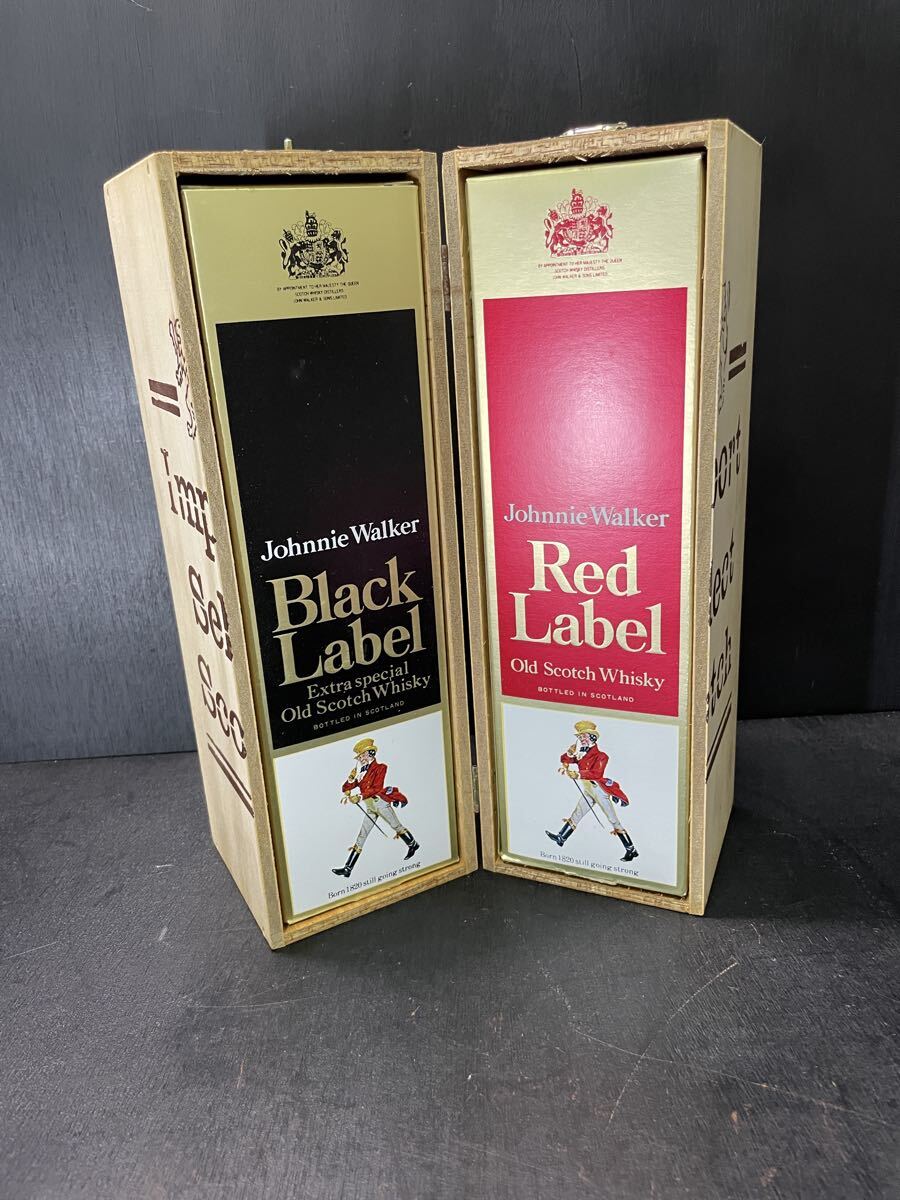 BY APPOINTMENT TO HER MAJESTY THE QUEEN
SCOTCH WHISKY DISTILLERS
JOHN WALKER & SONS LIMITED
Johnnie Walker
Black
Label
Extra special
Old Scotch Whisky
BOTTLED IN SCOTLAND
Born 1820 still going strong
BY APPOINTMENT TO HER MAJESTY THE QUEEN
SCOTCH WHISKY DISTILLERS
JOHN WALKER & SONS LIMITED
Johnnie Walker
Red
Label
Old Scotch Whisky
BOTTLED IN SCOTLAND
Born 1820 still going strong